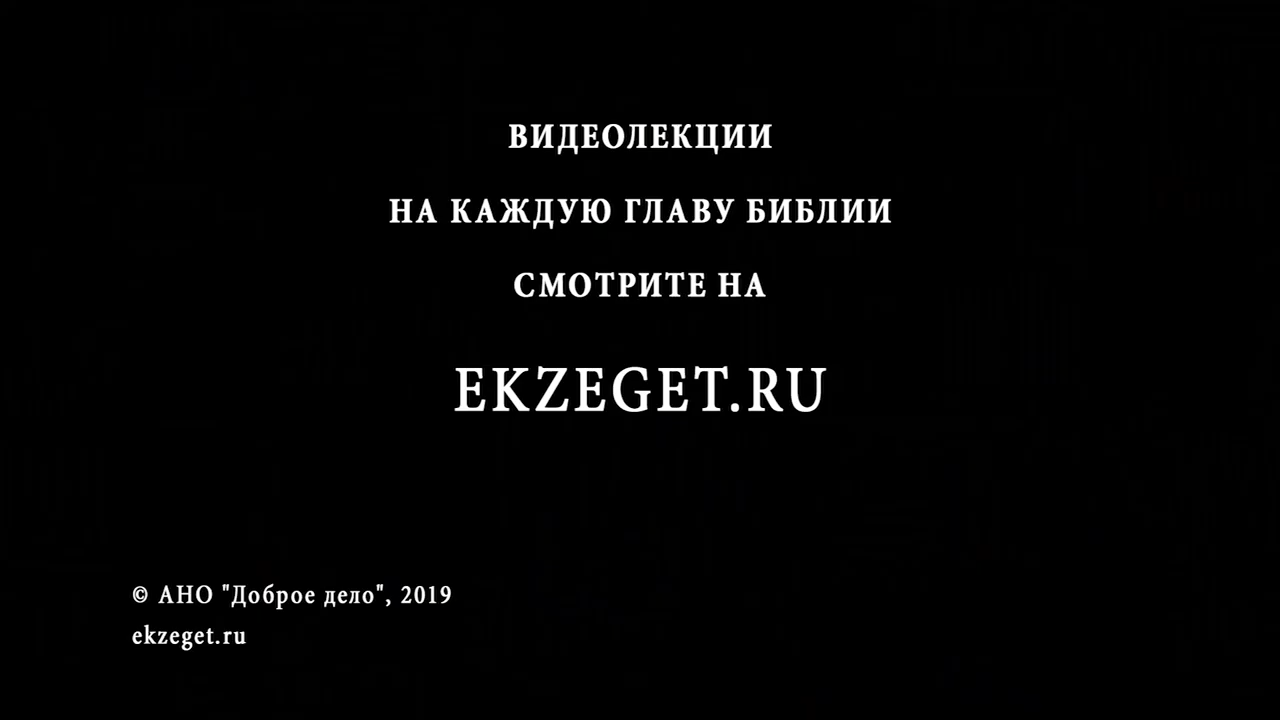 ВИДЕОЛЕКЦИИ
НА КАЖДУЮ ГЛАВУ БИБЛИИ
СМОТРИТЕ НА
EKZEGET.RU
© АНО "Доброе дело", 2019
ekzeget.ru